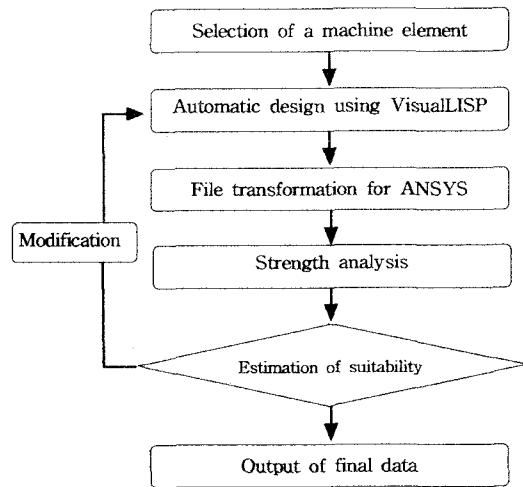 Selection of a machine element
Automatic design using VisualLISP
File transformation for ANSYS
Modification
Strength analysis
Estimation of suitability
Output of final data